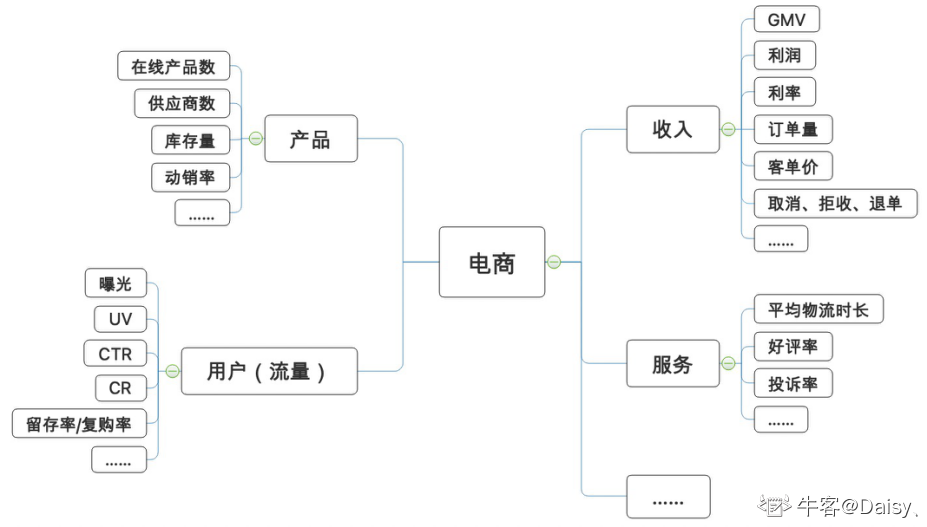 电商
产品
在线产品数
供应商数
库存量
动销率
......
用户（流量）
曝光
UV
CTR
CR
留存率/复购率
......
收入
GMV
利润
利率
订单量
客单价
取消、拒收、退单
......
服务
平均物流时长
好评率
投诉率
......
......
牛客@Daisy、